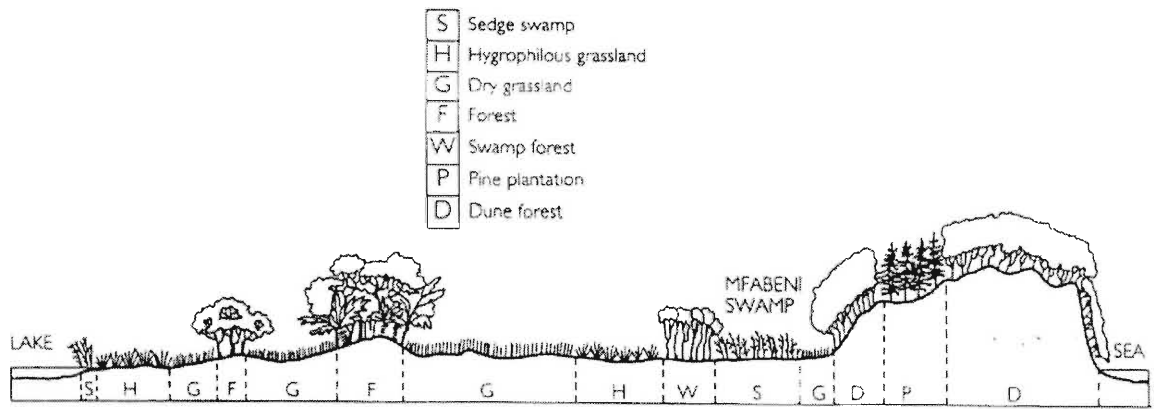 S Sedge swamp
H Hygrophilous grassland
G Dry grassland
F Forest
W Swamp forest
P Pine plantation
D Dune forest
MFABENI
SWAMP
LAKE
SEA
S H G F G F G H W S G D P D